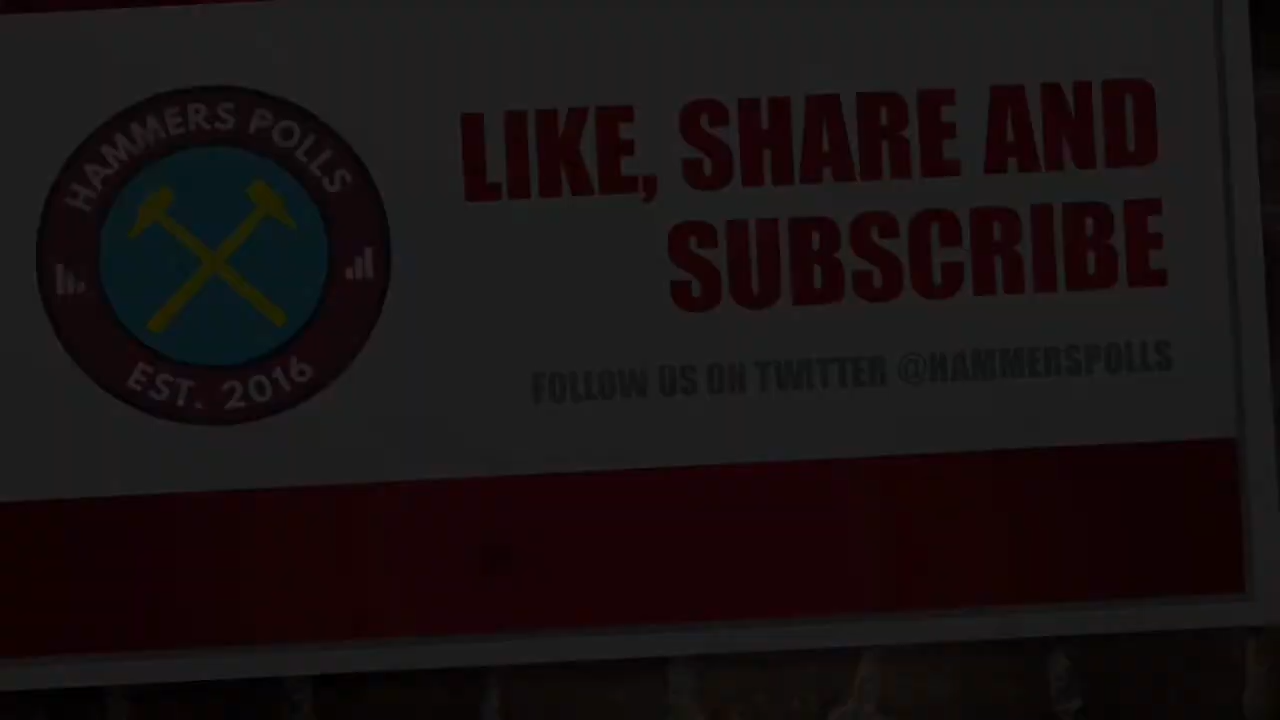 HAMMERS POLLS
EST. 2016
LIKE, SHARE AND
SUBSCRIBE
FOLLOW US ON TWITTER @HAMMERSPOLLS